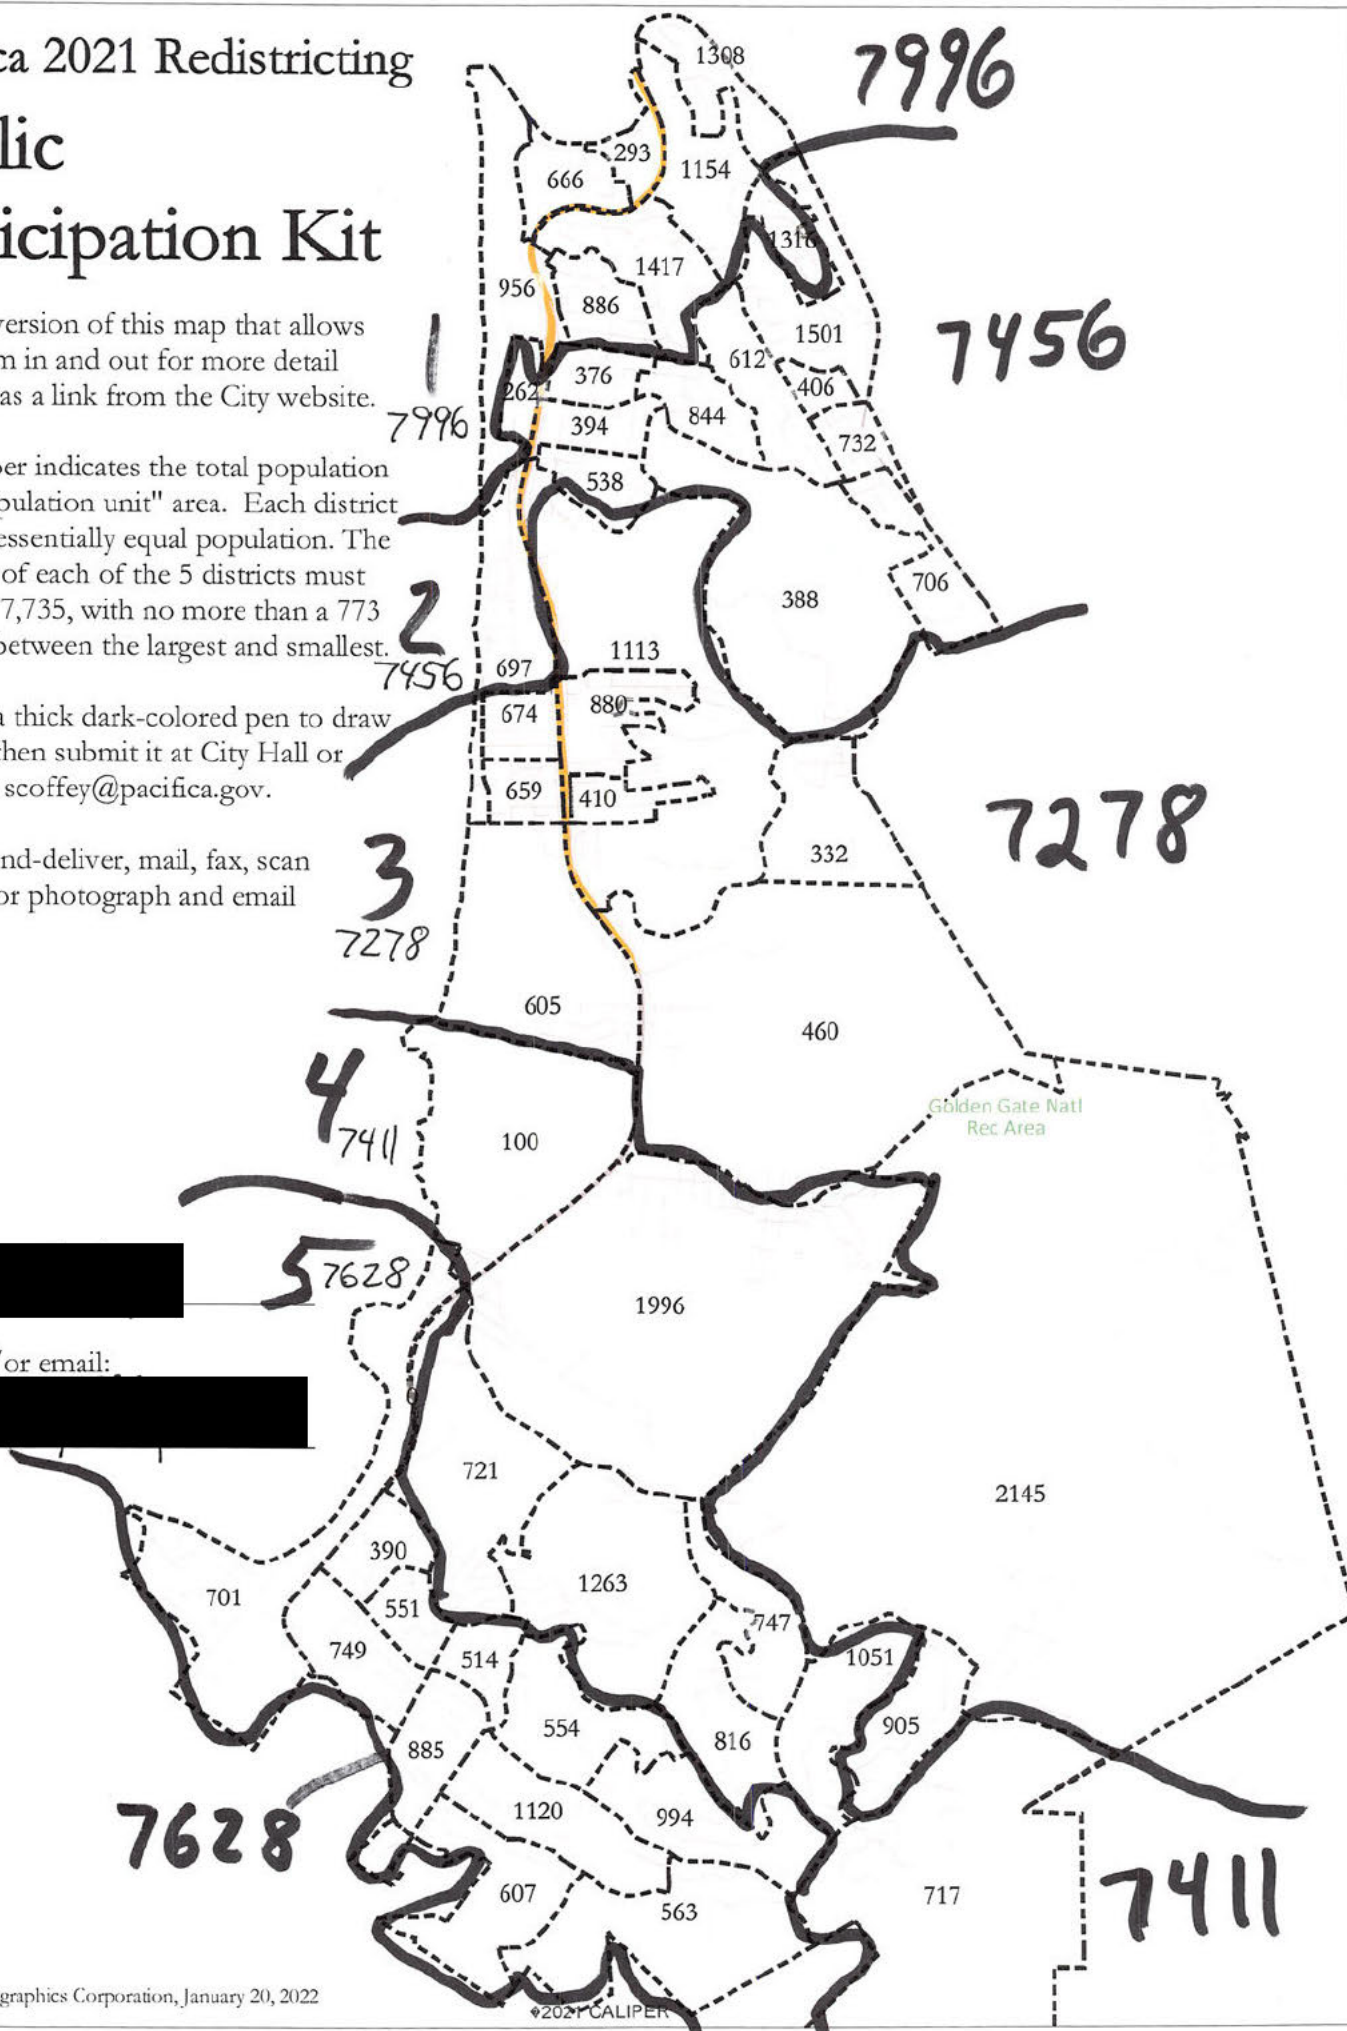 ca 2021 Redistricting
lic
icipation Kit
version of this map that allows
m in and out for more detail
as a link from the City website.
ber indicates the total population
pulation unit" area. Each district
essentially equal population. The
of each of the 5 districts must
7,735, with no more than a 773
between the largest and smallest.
a thick dark-colored pen to draw
then submit it at City Hall or
scoffey@pacifica.gov.
nd-deliver, mail, fax, scan
or photograph and email
or email:
graphics Corporation, January 20, 2022
1
7996
2
7456
3
7278
4
7411
5 7628
7628
7996
7456
7278
7411
1308
293
1154
666
1316
1417
956
886
1501
612
376
262
406
844
394
732
538
706
388
1113
697
880
674
659
410
332
605
460
Golden Gate Natl
Rec Area
100
1996
0
721
2145
390
1263
701
551
747
749
514
1051
554
905
816
885
1120
994
607
563
717
©2021 CALIPER